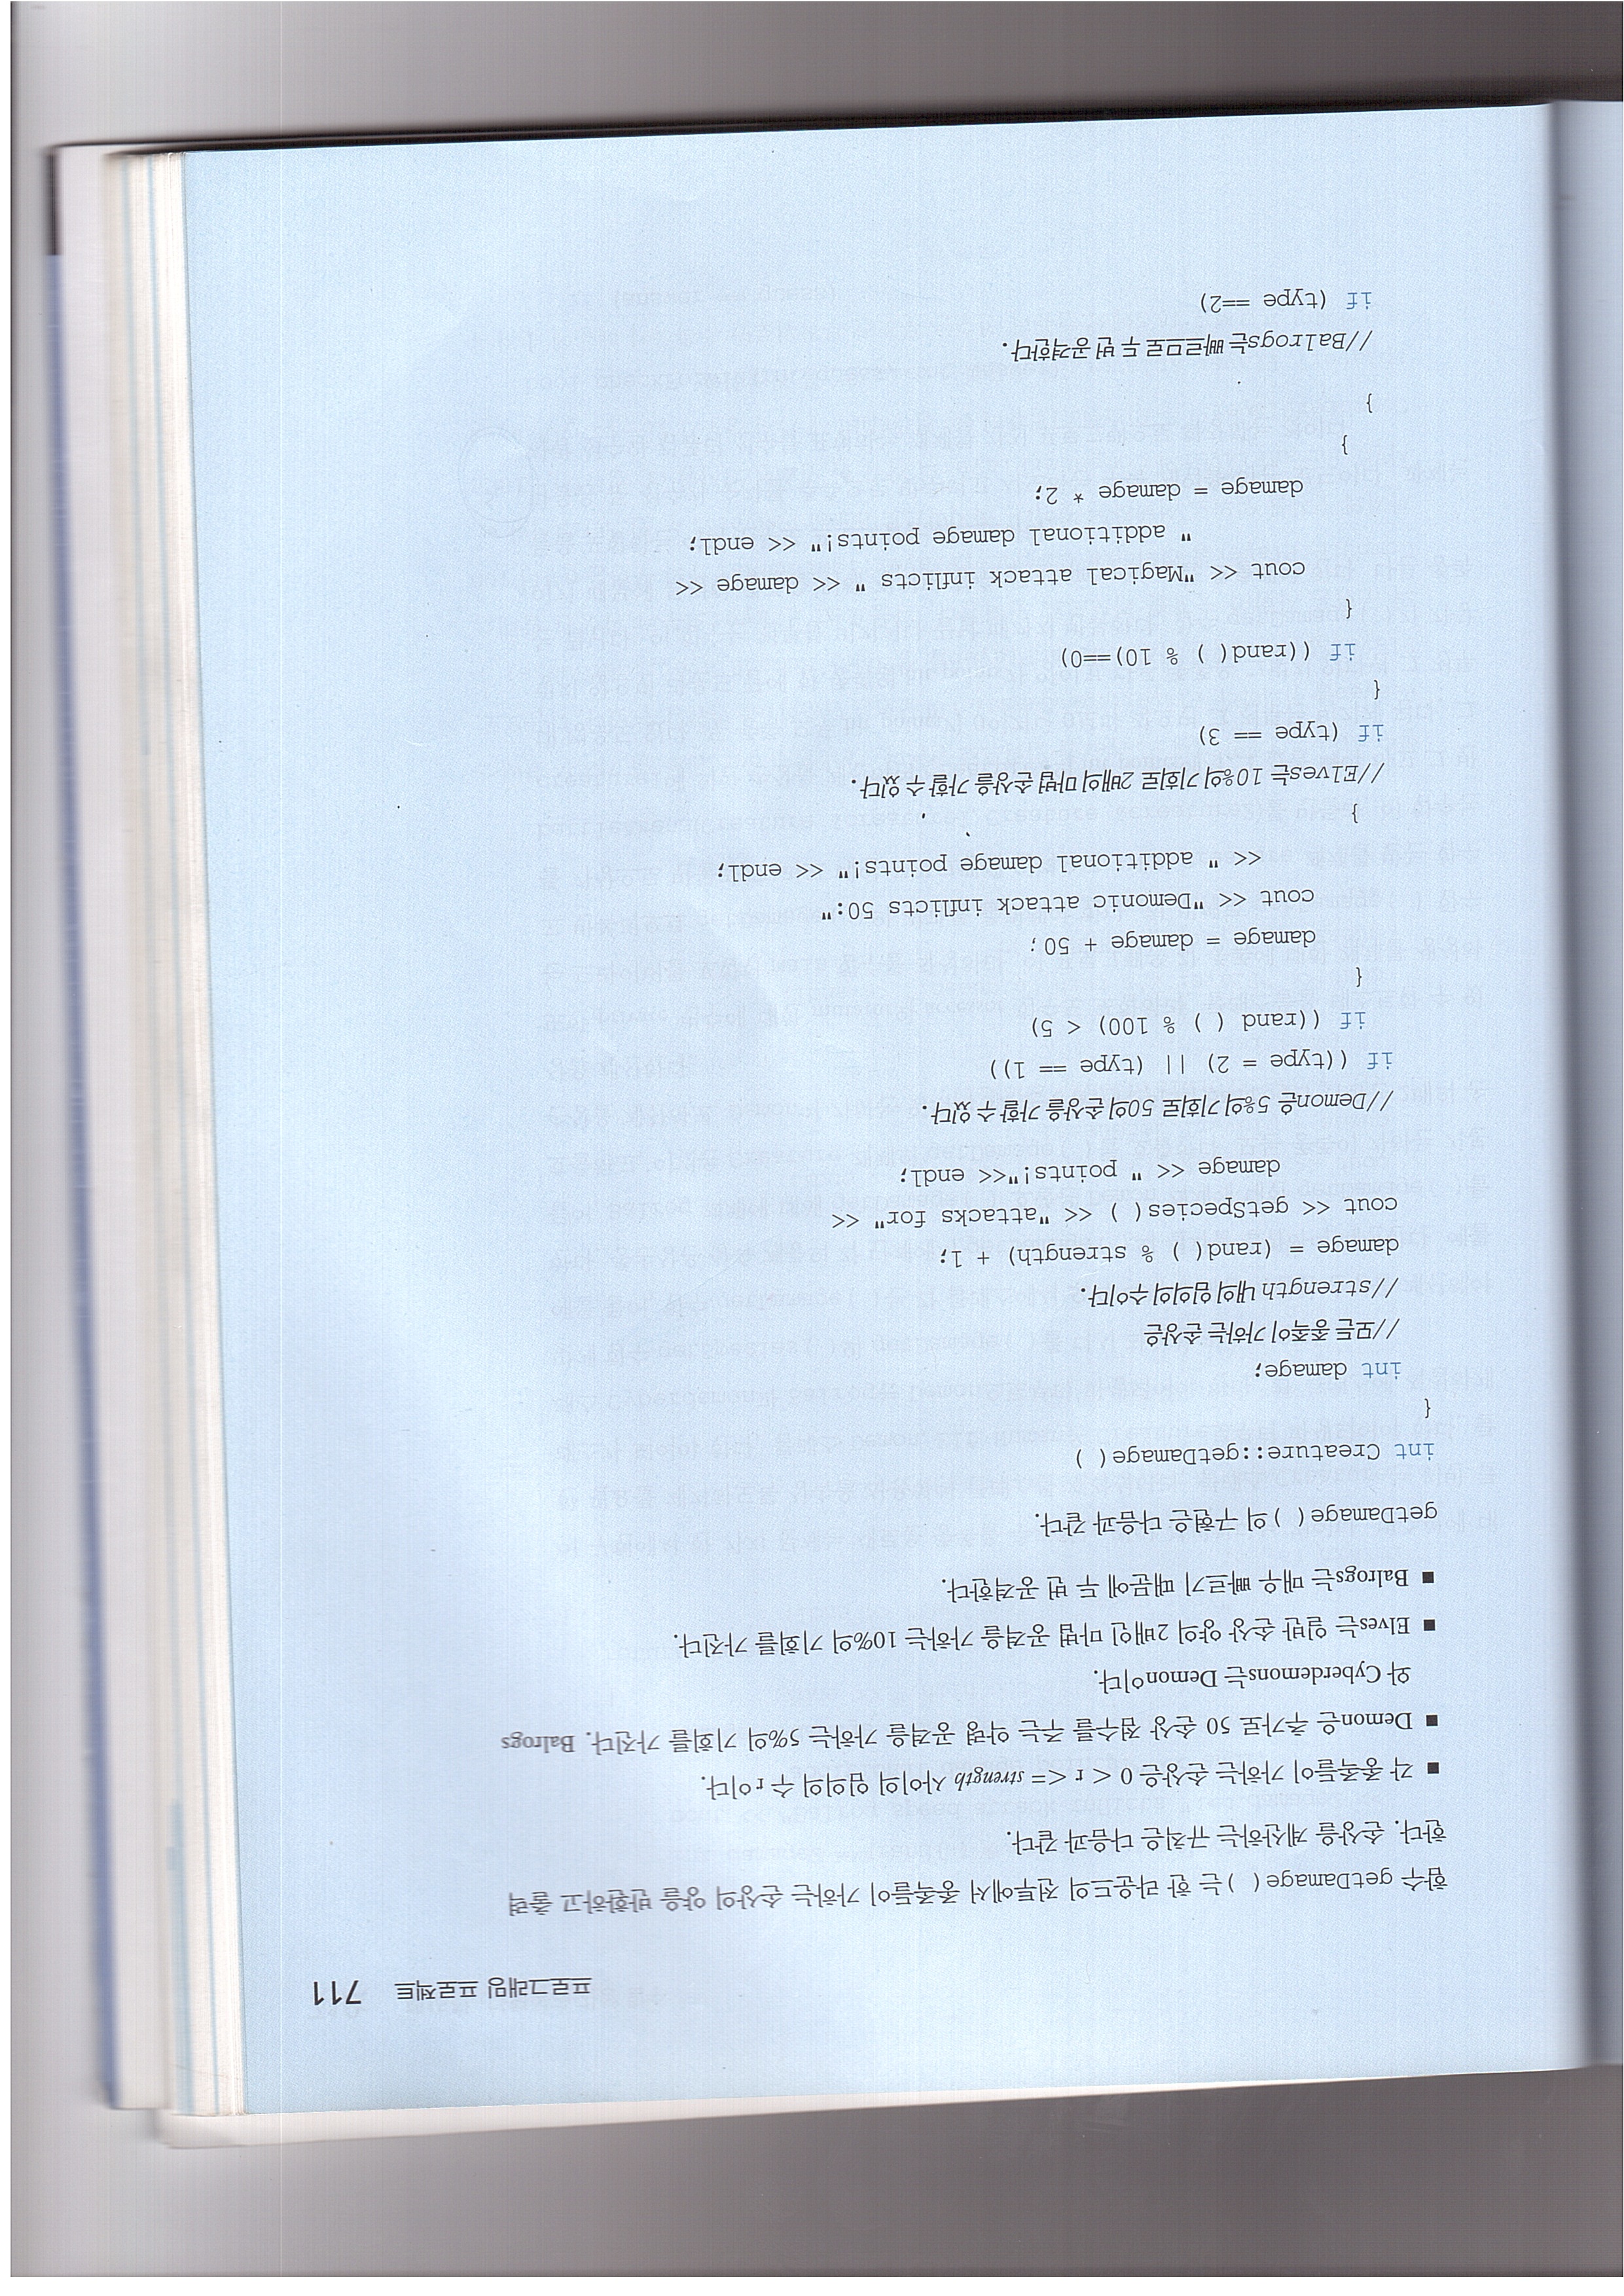 프로그래밍 프로젝트 711
함수 getDamage( )는 한 라운드의 전투에서 종족들이 가하는 손상의 양을 반환하고 출력
한다. 손상을 계산하는 규칙은 다음과 같다.
■ 각 종족들이 가하는 손상은 0 < r <= strength 사이의 임의의 수 r이다.
■ Demon은 추가로 50 손상 점수를 주는 악령 공격을 가하는 5%의 기회를 가진다. Balrogs
와 Cyberdemons는 Demon이다.
■ Elves는 일반 손상 양의 2배인 마법 공격을 가하는 10%의 기회를 가진다.
■ Balrogs는 매우 빠르기 때문에 두 번 공격한다.
getDamage( )의 구현은 다음과 같다.
int Creature::getDamage( )
{
int damage;
//모든 종족이 가하는 손상은
//strength 내의 임의의 수이다.
damage = (rand( ) % strength) + 1;
cout << getSpecies( ) << "attacks for" <<
damage << " points!"<< endl;
//Demon은 5%의 기회로 50의 손상을 가할 수 있다.
if ((type = 2) || (type == 1))
if ((rand ( ) % 100) < 5)
{
damage = damage + 50;
cout << "Demonic attack inflicts 50:"
<< " additional damage points!" << endl;
}
//Elves는 10%의 기회로 2배의 마법 손상을 가할 수 있다.
if (type == 3)
{
if ((rand( ) % 10)==0)
{
cout << "Magical attack inflicts " << damage <<
" additional damage points!" << endl;
damage = damage * 2;
}
}
//Balrogs는 빠르므로 두 번 공격한다.
if (type ==2)